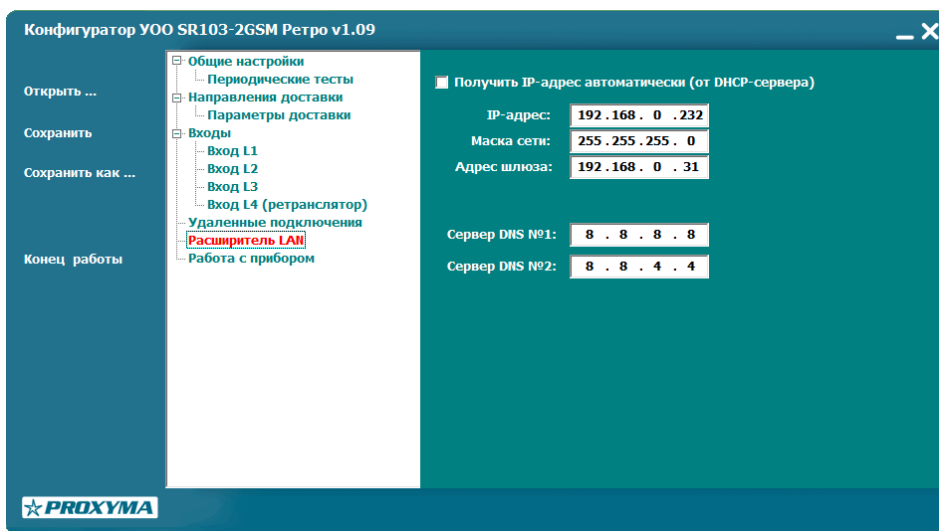 Конфигуратор УОО SR103-2GSM Ретро v1.09
Открыть ...
Сохранить
Сохранить как ...
Конец работы
Общие настройки
Периодические тесты
Направления доставки
Параметры доставки
Входы
Вход L1
Вход L2
Вход L3
Вход L4 (ретранслятор)
Удаленные подключения
Расширитель LAN
Работа с прибором
Получить IP-адрес автоматически (от DHCP-сервера)
IP-адрес: 192.168. 0 .232
Маска сети: 255.255.255. 0
Адрес шлюза: 192.168. 0 . 31
Сервер DNS №1: 8 . 8 . 8 . 8
Сервер DNS №2: 8 . 8 . 4 . 4
PROXYMA